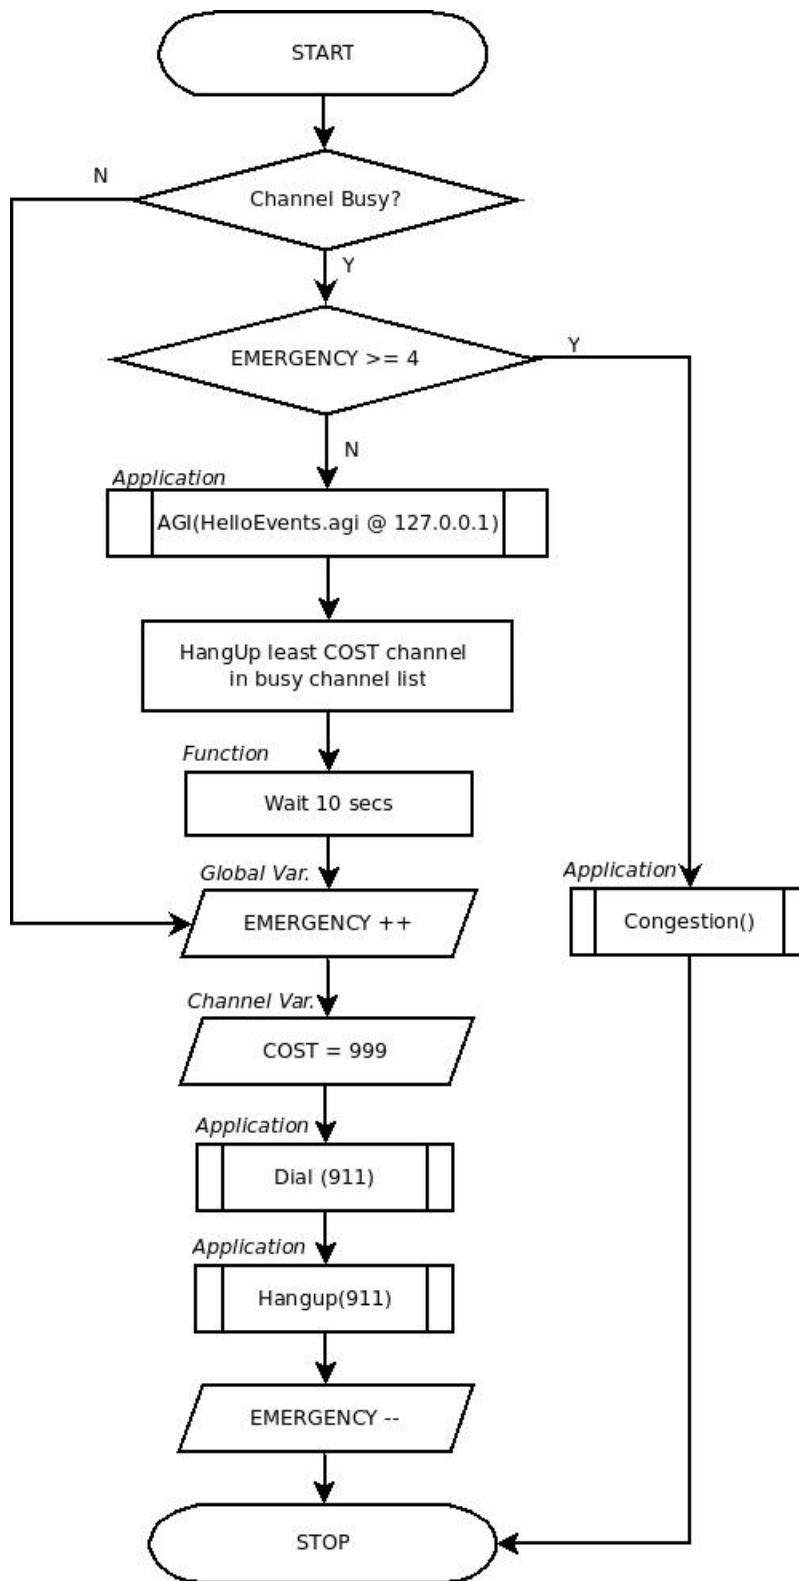 START
N
Channel Busy?
Y
EMERGENCY >= 4
Y
N
Application
AGI(HelloEvents.agi @ 127.0.0.1)
HangUp least COST channel
in busy channel list
Function
Wait 10 secs
Global Var.
EMERGENCY ++
Application
Congestion()
Channel Var.
COST = 999
Application
Dial (911)
Application
Hangup(911)
EMERGENCY --
STOP